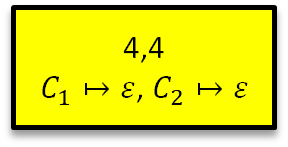 4,4
𝐶₁ ↦ 𝜀, 𝐶₂ ↦ 𝜀